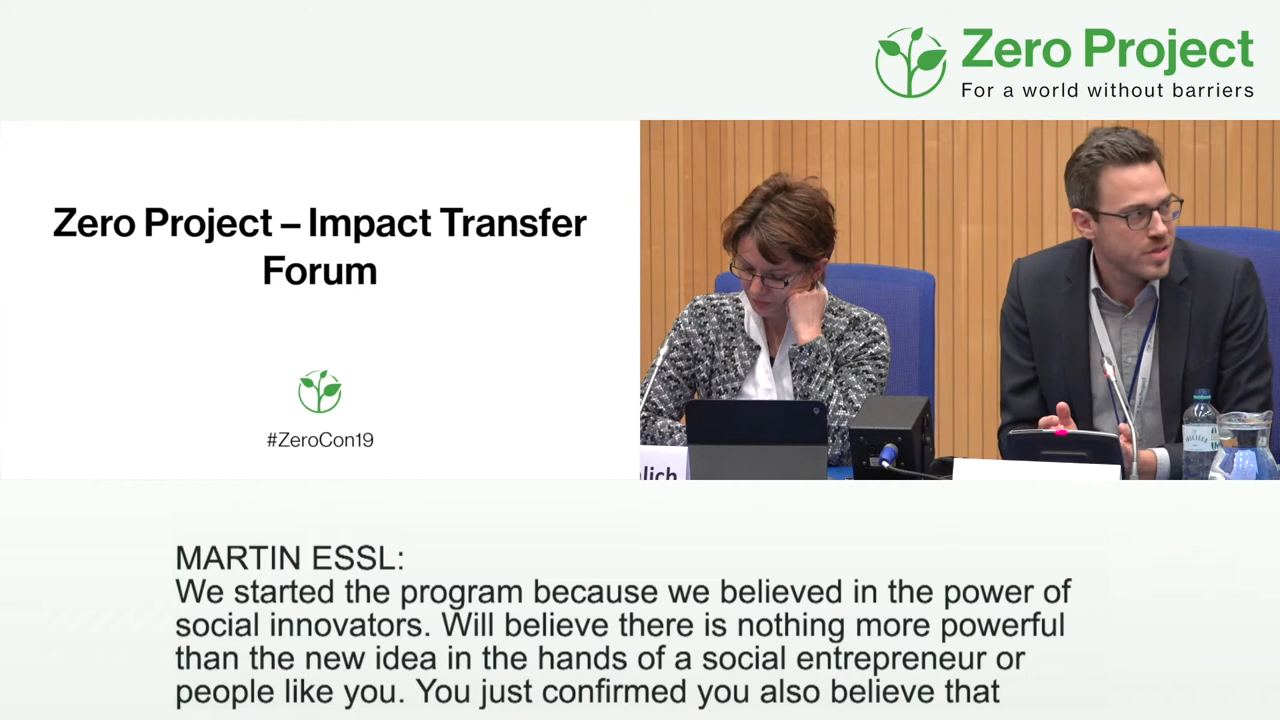 Zero Project
For a world without barriers
Zero Project – Impact Transfer
Forum
#ZeroCon19
lich
MARTIN ESSL:
We started the program because we believed in the power of
social innovators. Will believe there is nothing more powerful
than the new idea in the hands of a social entrepreneur or
people like you. You just confirmed you also believe that